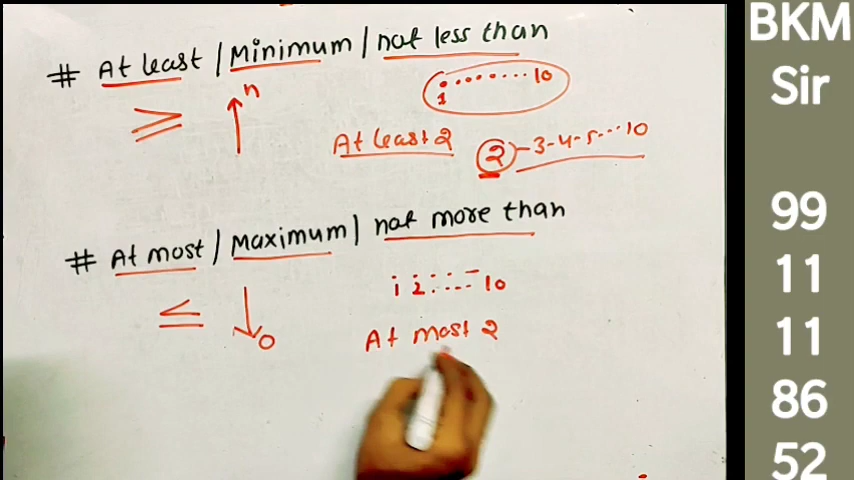 # At least / Minimum / not less than
≥ ↑ n
1 ....... 10
At least 2
2-3-4-5...10
# At most / Maximum / not more than
≤ ↓ 0
1 2 ..... 10
At most 2
BKM
Sir
99
11
11
86
52